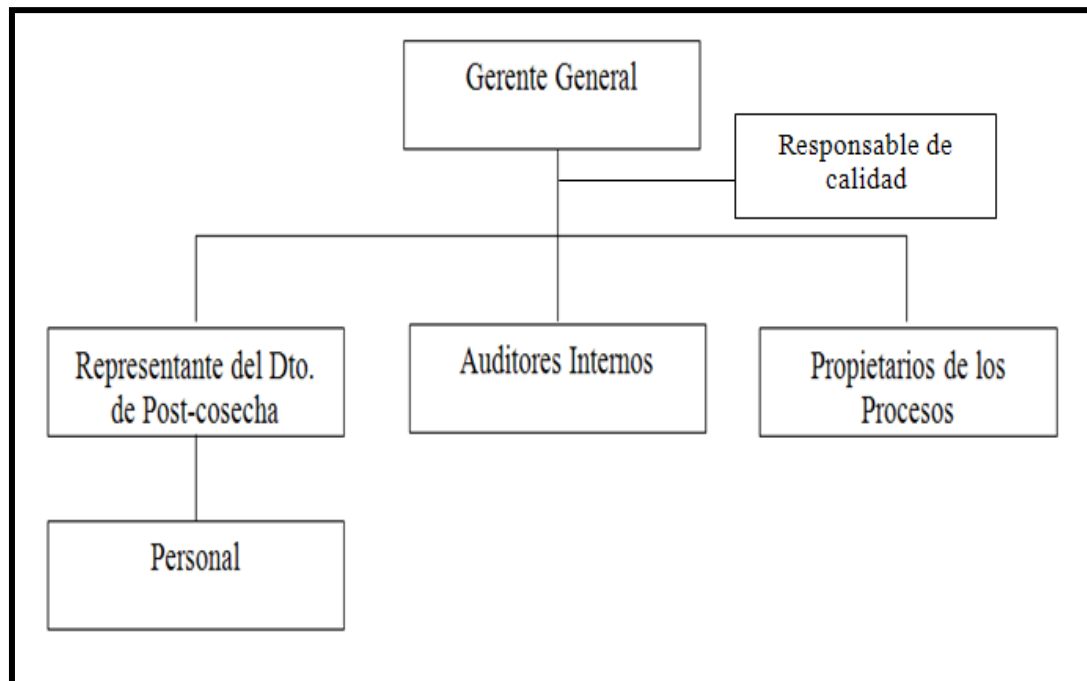 Gerente General
Responsable de
calidad
Representante del Dto.
de Post-cosecha
Auditores Internos
Propietarios de los
Procesos
Personal